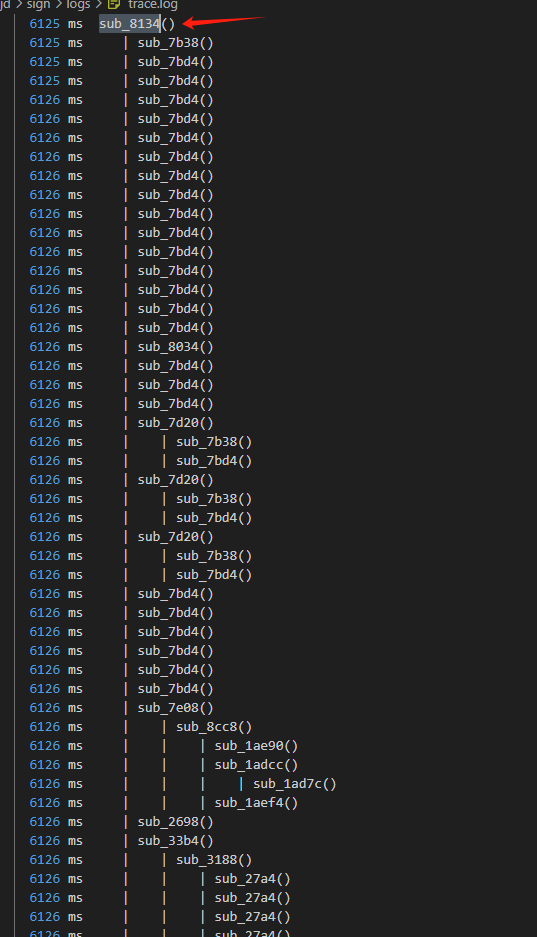 jd > sign > logs > trace.log
6125 ms sub_8134()
6125 ms | sub_7b38()
6125 ms | sub_7bd4()
6125 ms | sub_7bd4()
6126 ms | sub_7bd4()
6126 ms | sub_7bd4()
6126 ms | sub_7bd4()
6126 ms | sub_7bd4()
6126 ms | sub_7bd4()
6126 ms | sub_7bd4()
6126 ms | sub_7bd4()
6126 ms | sub_7bd4()
6126 ms | sub_7bd4()
6126 ms | sub_7bd4()
6126 ms | sub_7bd4()
6126 ms | sub_7bd4()
6126 ms | sub_7bd4()
6126 ms | sub_8034()
6126 ms | sub_7bd4()
6126 ms | sub_7bd4()
6126 ms | sub_7bd4()
6126 ms | sub_7d20()
6126 ms | | sub_7b38()
6126 ms | | sub_7bd4()
6126 ms | sub_7d20()
6126 ms | | sub_7b38()
6126 ms | | sub_7bd4()
6126 ms | sub_7d20()
6126 ms | | sub_7b38()
6126 ms | | sub_7bd4()
6126 ms | sub_7bd4()
6126 ms | sub_7bd4()
6126 ms | sub_7bd4()
6126 ms | sub_7bd4()
6126 ms | sub_7bd4()
6126 ms | sub_7e08()
6126 ms | | sub_8cc8()
6126 ms | | | sub_1ae90()
6126 ms | | | sub_1adcc()
6126 ms | | | | sub_1ad7c()
6126 ms | | | sub_1aef4()
6126 ms | sub_2698()
6126 ms | sub_33b4()
6126 ms | | sub_3188()
6126 ms | | | sub_27a4()
6126 ms | | | sub_27a4()
6126 ms | | | sub_27a4()
6126 ms | | | sub_27a4()